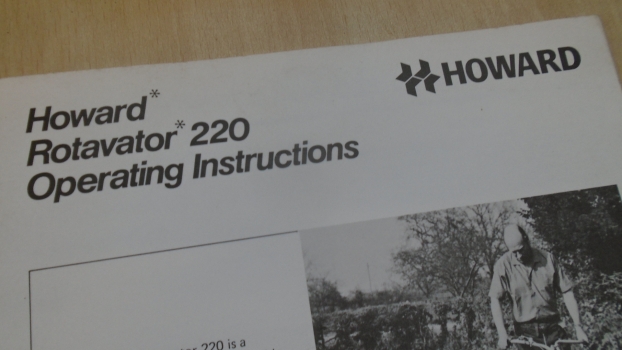 HOWARD
Howard*
Rotavator* 220
Operating Instructions
220 is a